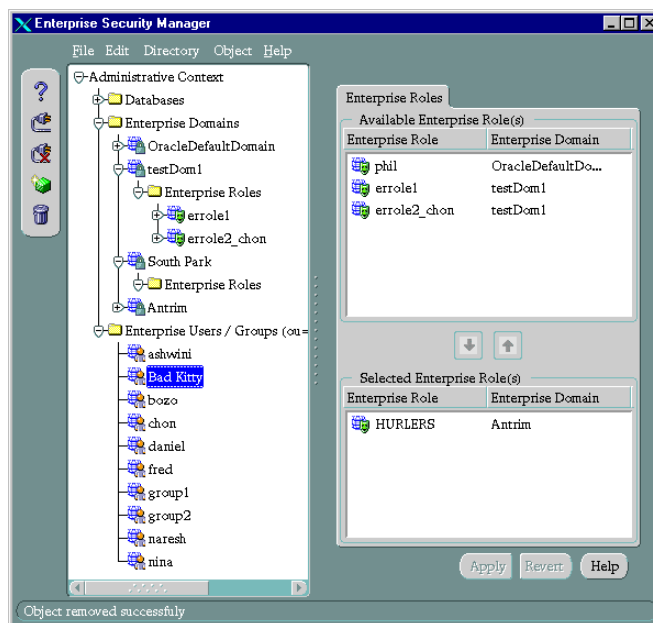 Enterprise Security Manager
File Edit Directory Object Help
Administrative Context
Databases
Enterprise Domains
OracleDefaultDomain
testDom1
Enterprise Roles
errole1
errole2_chon
South Park
Enterprise Roles
Antrim
Enterprise Users / Groups (ou=
ashwini
Bad Kitty
bozo
chon
daniel
fred
group1
group2
naresh
nina
Enterprise Roles
Available Enterprise Role(s)
Enterprise Role Enterprise Domain
phil OracleDefaultDo...
errole1 testDom1
errole2_chon testDom1
Selected Enterprise Role(s)
Enterprise Role Enterprise Domain
HURLERS Antrim
Apply Revert Help
Object removed successfuly